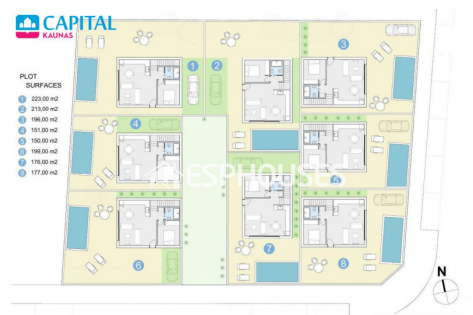 CAPITAL
KAUNAS
PLOT
SURFACES
1 223,00 m2
2 213,00 m2
3 196,00 m2
4 151,00 m2
5 150,00 m2
6 199,00 m2
7 178,00 m2
8 177,00 m2
1
2
3
4
ESPHOUSES
5
6
7
8
N